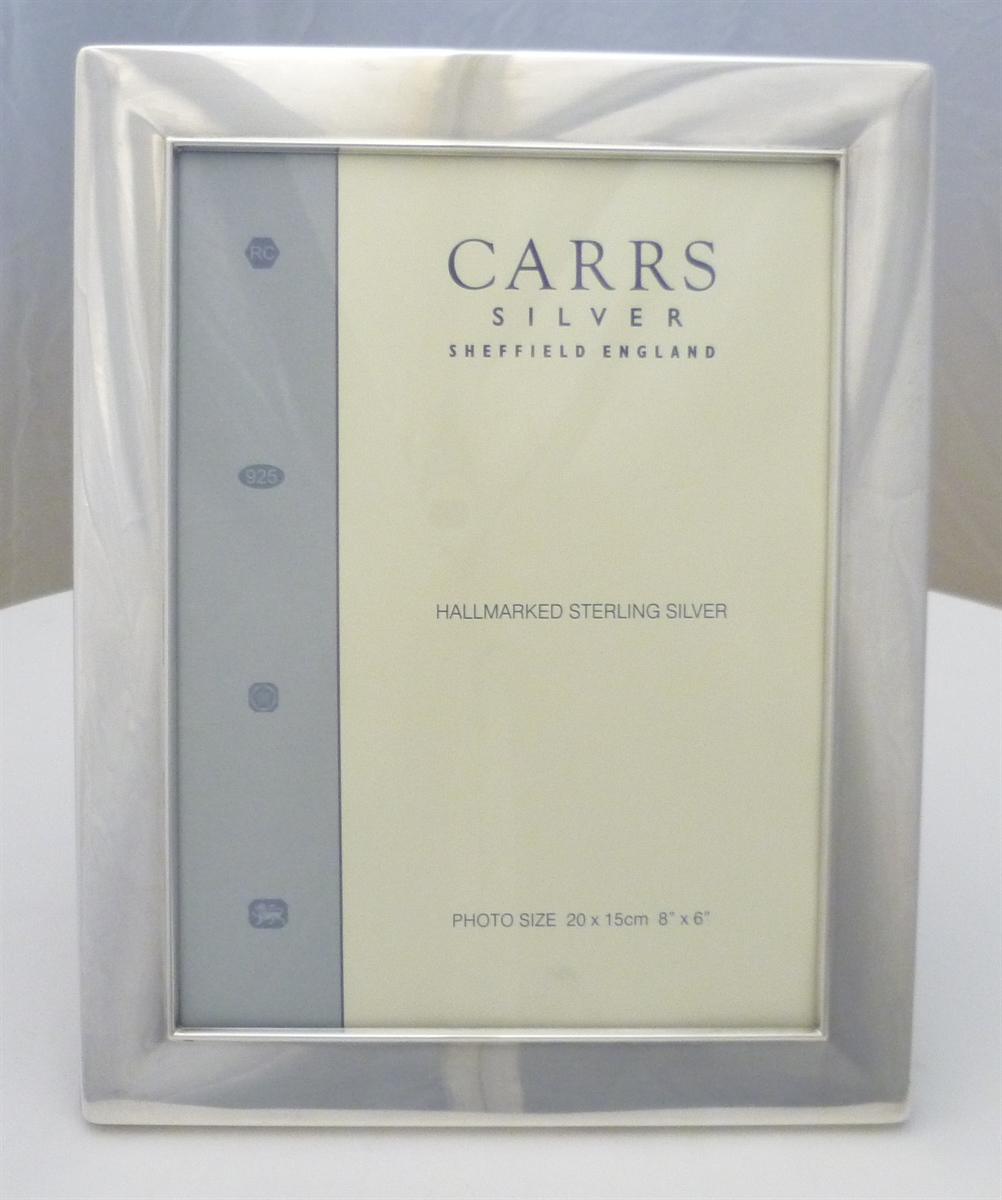 RC
925
CARRS
SILVER
SHEFFIELD ENGLAND
HALLMARKED STERLING SILVER
PHOTO SIZE 20 x 15cm 8" x 6"